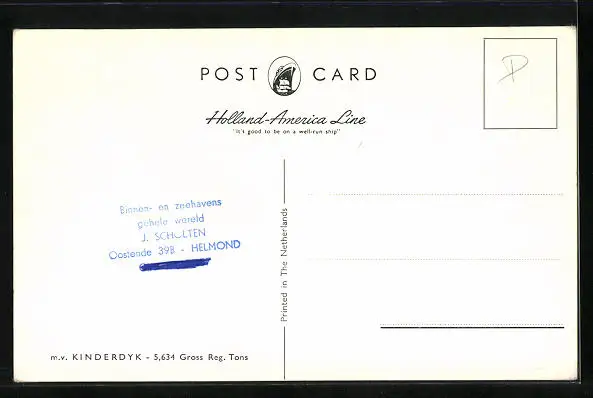 POST CARD
Holland-America Line
"It's good to be on a well-run ship"
P
Binnen- en zeehavens
gehele wereld
J. SCHOLTEN
Oostende 39B - HELMOND
Printed in The Netherlands
m.v. KINDERDYK - 5,634 Gross Reg. Tons